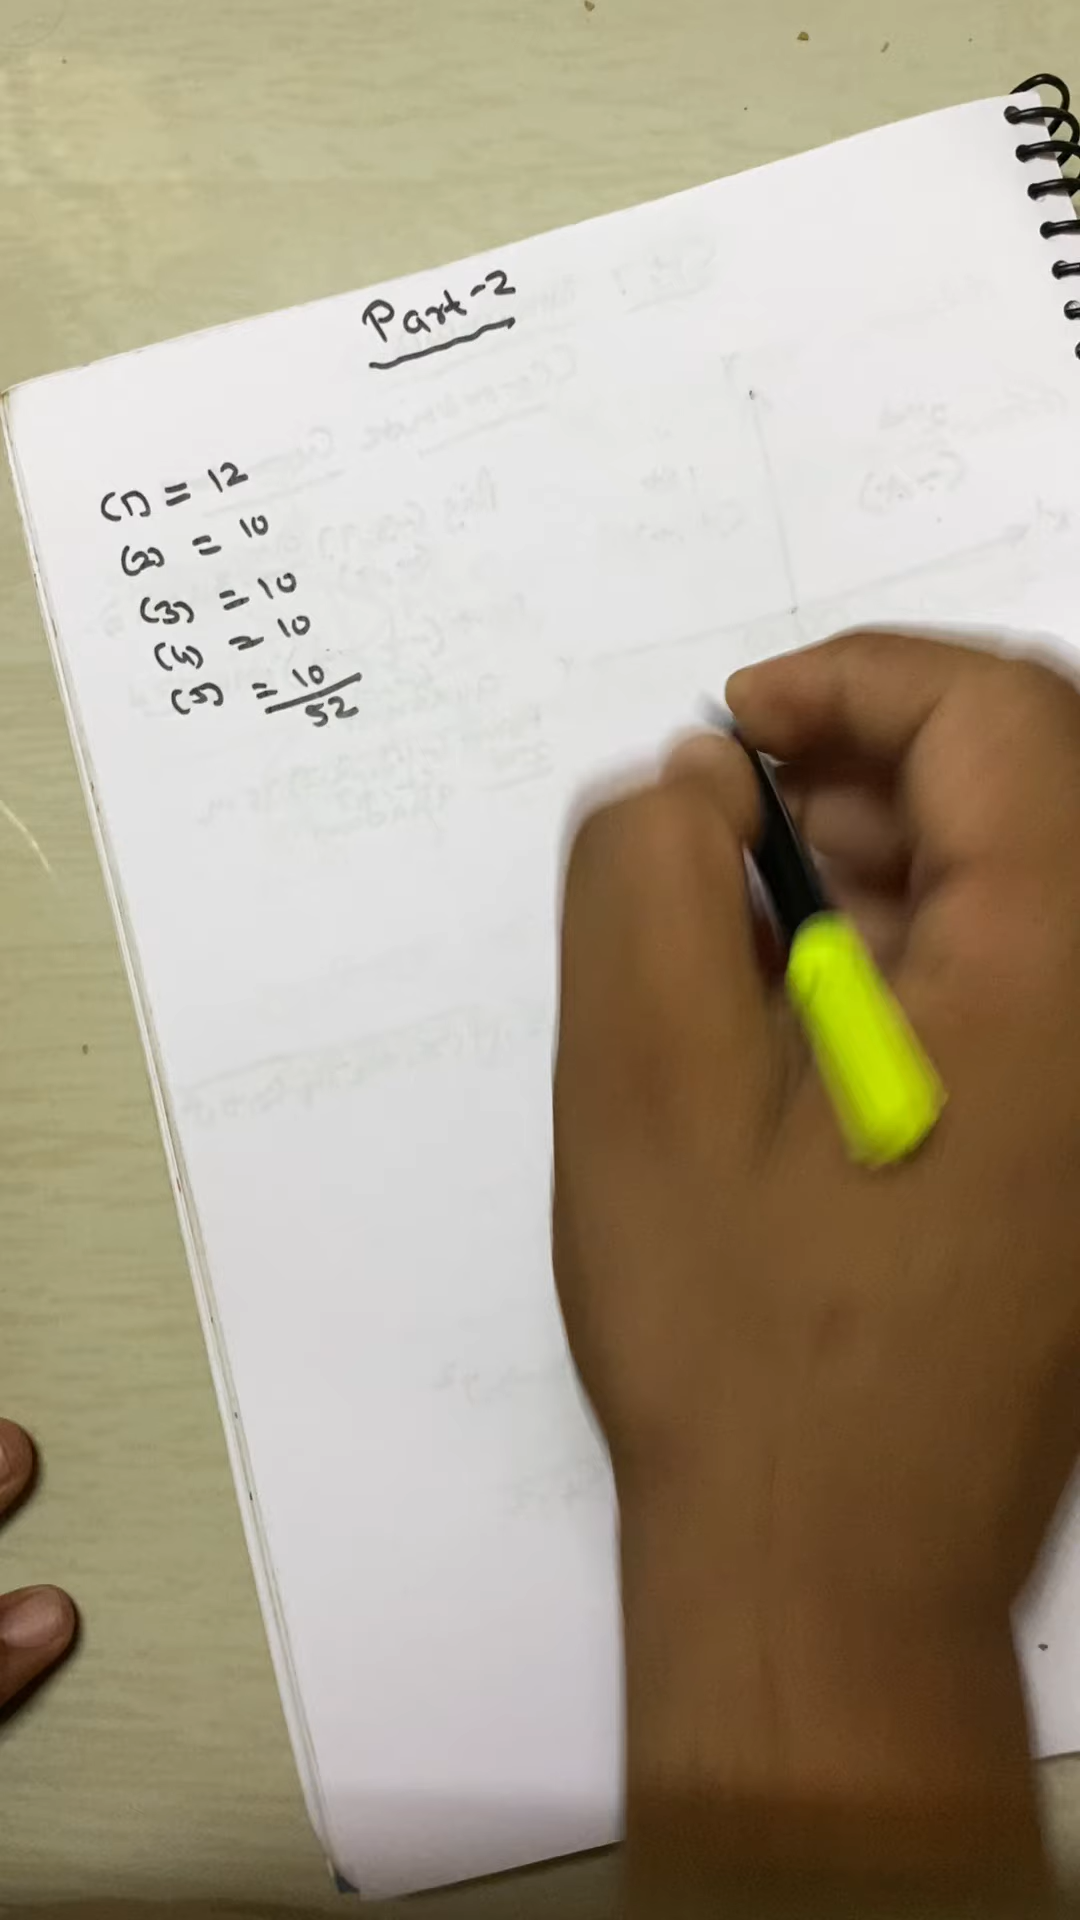 Part-2
(1) = 12
(2) = 10
(3) = 10
(4) = 10
(5) = 10
52